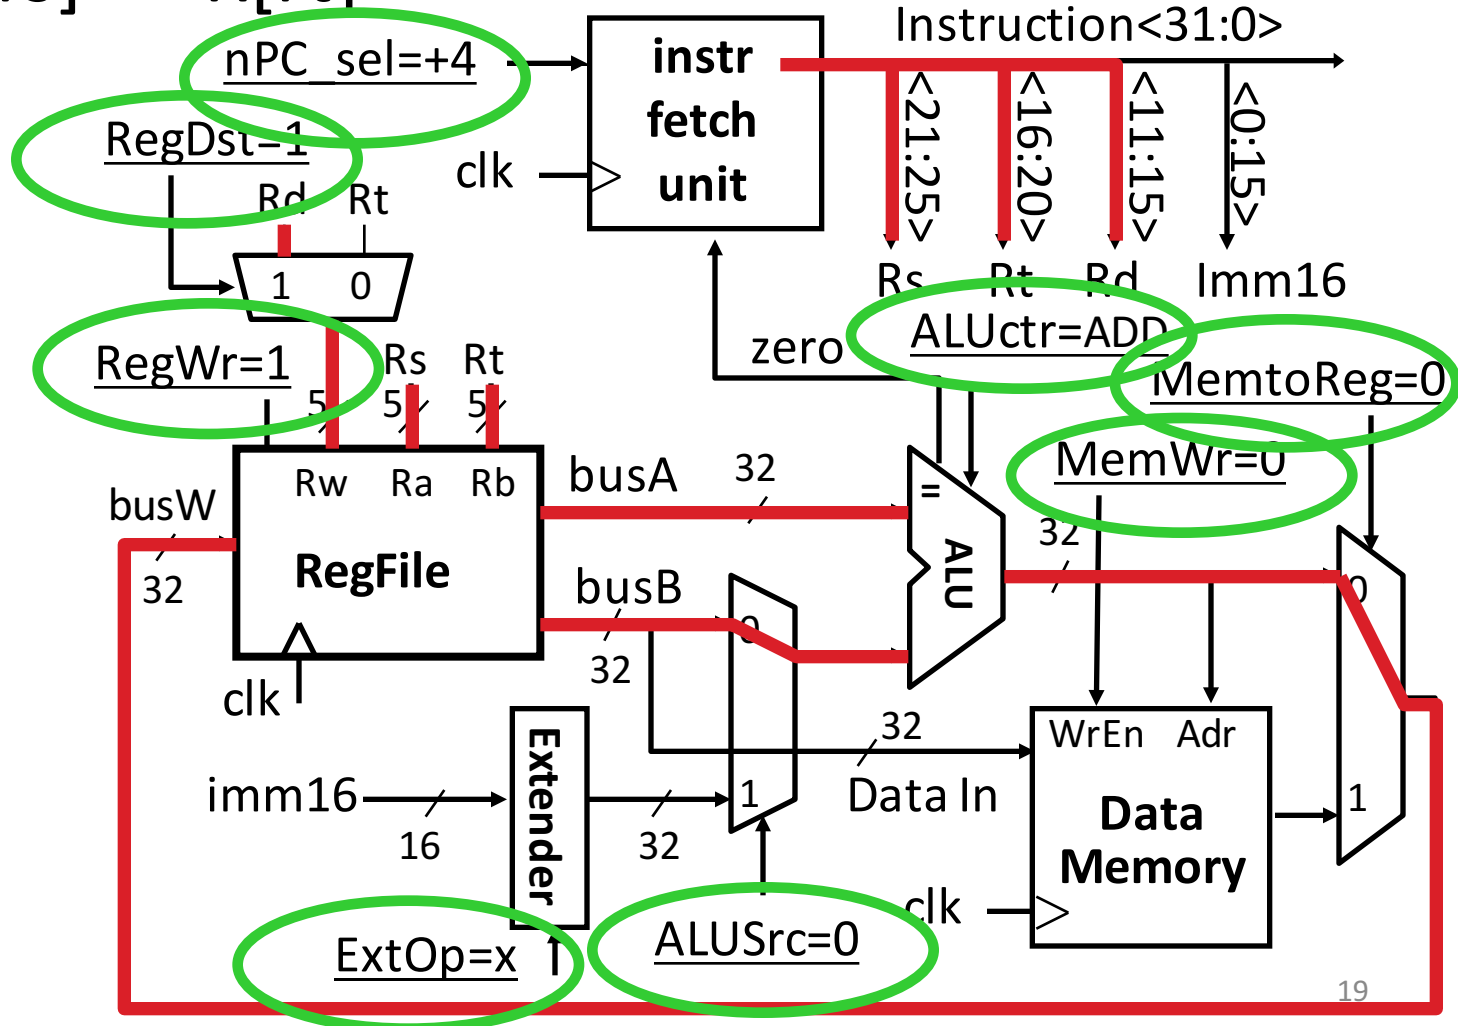 nPC_sel=+4
instr
fetch
unit
clk
Instruction<31:0>
<21:25>
<16:20>
<11:15>
<0:15>
Rs
Rt
Rd
Imm16
RegDst=1
Rd
Rt
1
0
RegWr=1
Rs
Rt
5
5
5
zero
ALUctr=ADD
MemtoReg=0
MemWr=0
busW
32
Rw
Ra
Rb
RegFile
clk
busA
32
busB
32
=
ALU
32
0
1
0
1
imm16
16
Extender
32
32
Data In
WrEn
Adr
Data
Memory
clk
ExtOp=x
ALUSrc=0
19